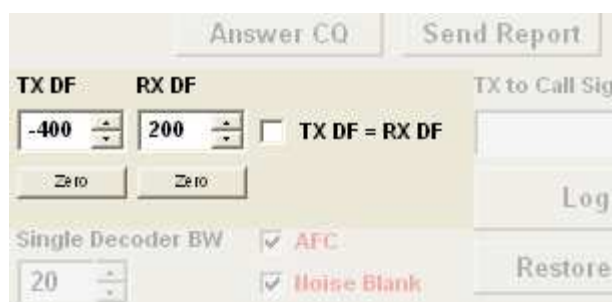 Answer CQ Send Report
TX DF RX DF TX to Call Sig
-400 200 TX DF = RX DF
Zero Zero
Log
Single Decoder BW AFC
Restore
20 Noise Blank